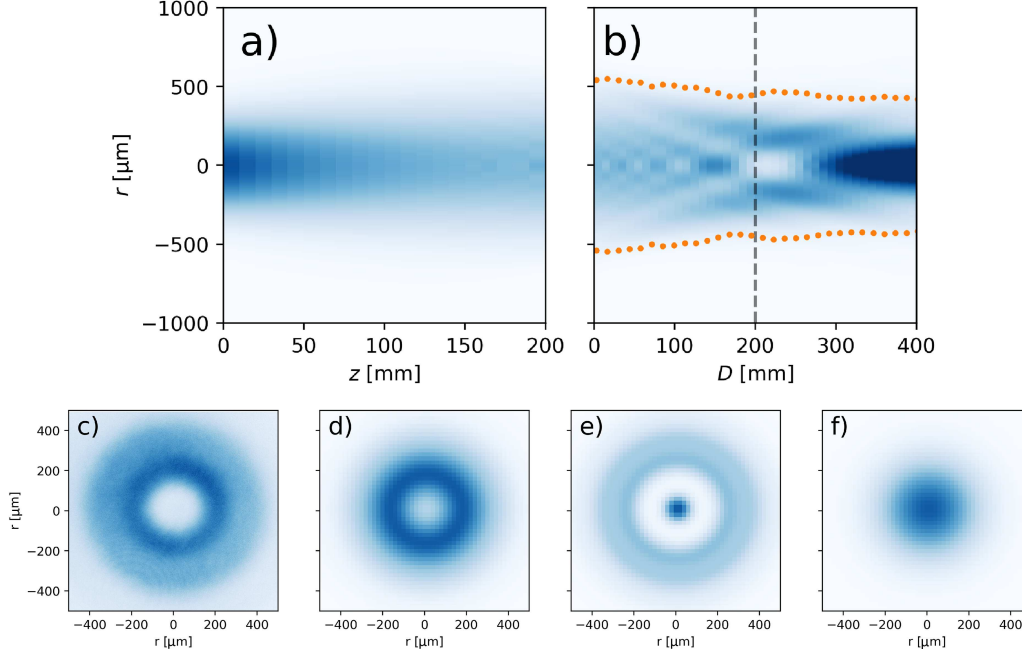 a)
b)
1000
500
0
−500
−1000
r [µm]
0 50 100 150 200
z [mm]
0 100 200 300 400
D [mm]
c)
d)
e)
f)
400
200
0
−200
−400
r [µm]
−400 −200 0 200 400
r [µm]
−400 −200 0 200 400
r [µm]
−400 −200 0 200 400
r [µm]
−400 −200 0 200 400
r [µm]